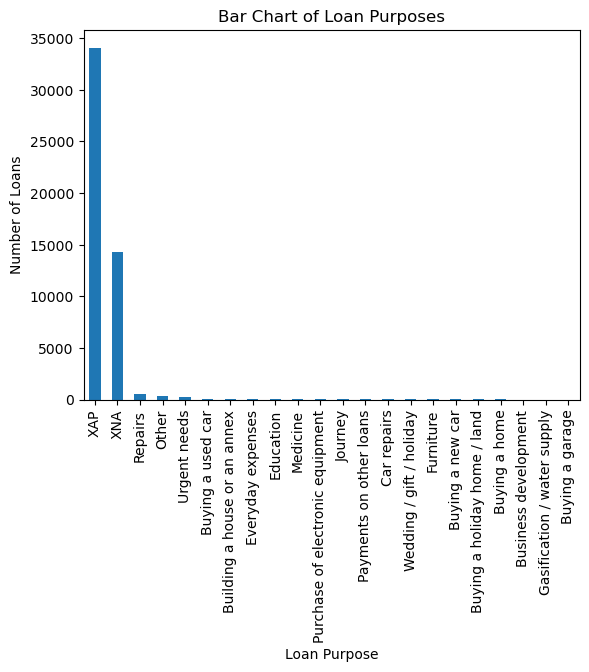 Bar Chart of Loan Purposes
Number of Loans
35000
30000
25000
20000
15000
10000
5000
0
XAP
XNA
Repairs
Other
Urgent needs
Buying a used car
Building a house or an annex
Everyday expenses
Education
Medicine
Purchase of electronic equipment
Journey
Payments on other loans
Car repairs
Wedding / gift / holiday
Furniture
Buying a new car
Buying a holiday home / land
Buying a home
Business development
Gasification / water supply
Buying a garage
Loan Purpose